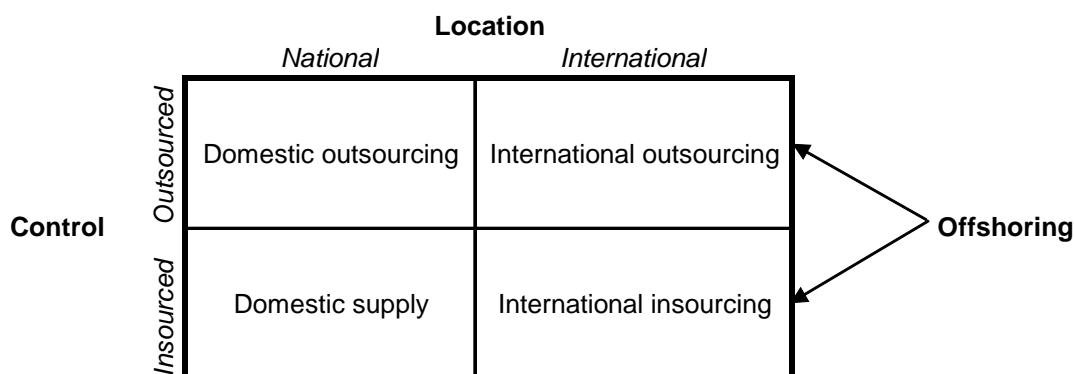 Location
National International
Outsourced
Domestic outsourcing International outsourcing
Control
Offshoring
Insourced
Domestic supply International insourcing